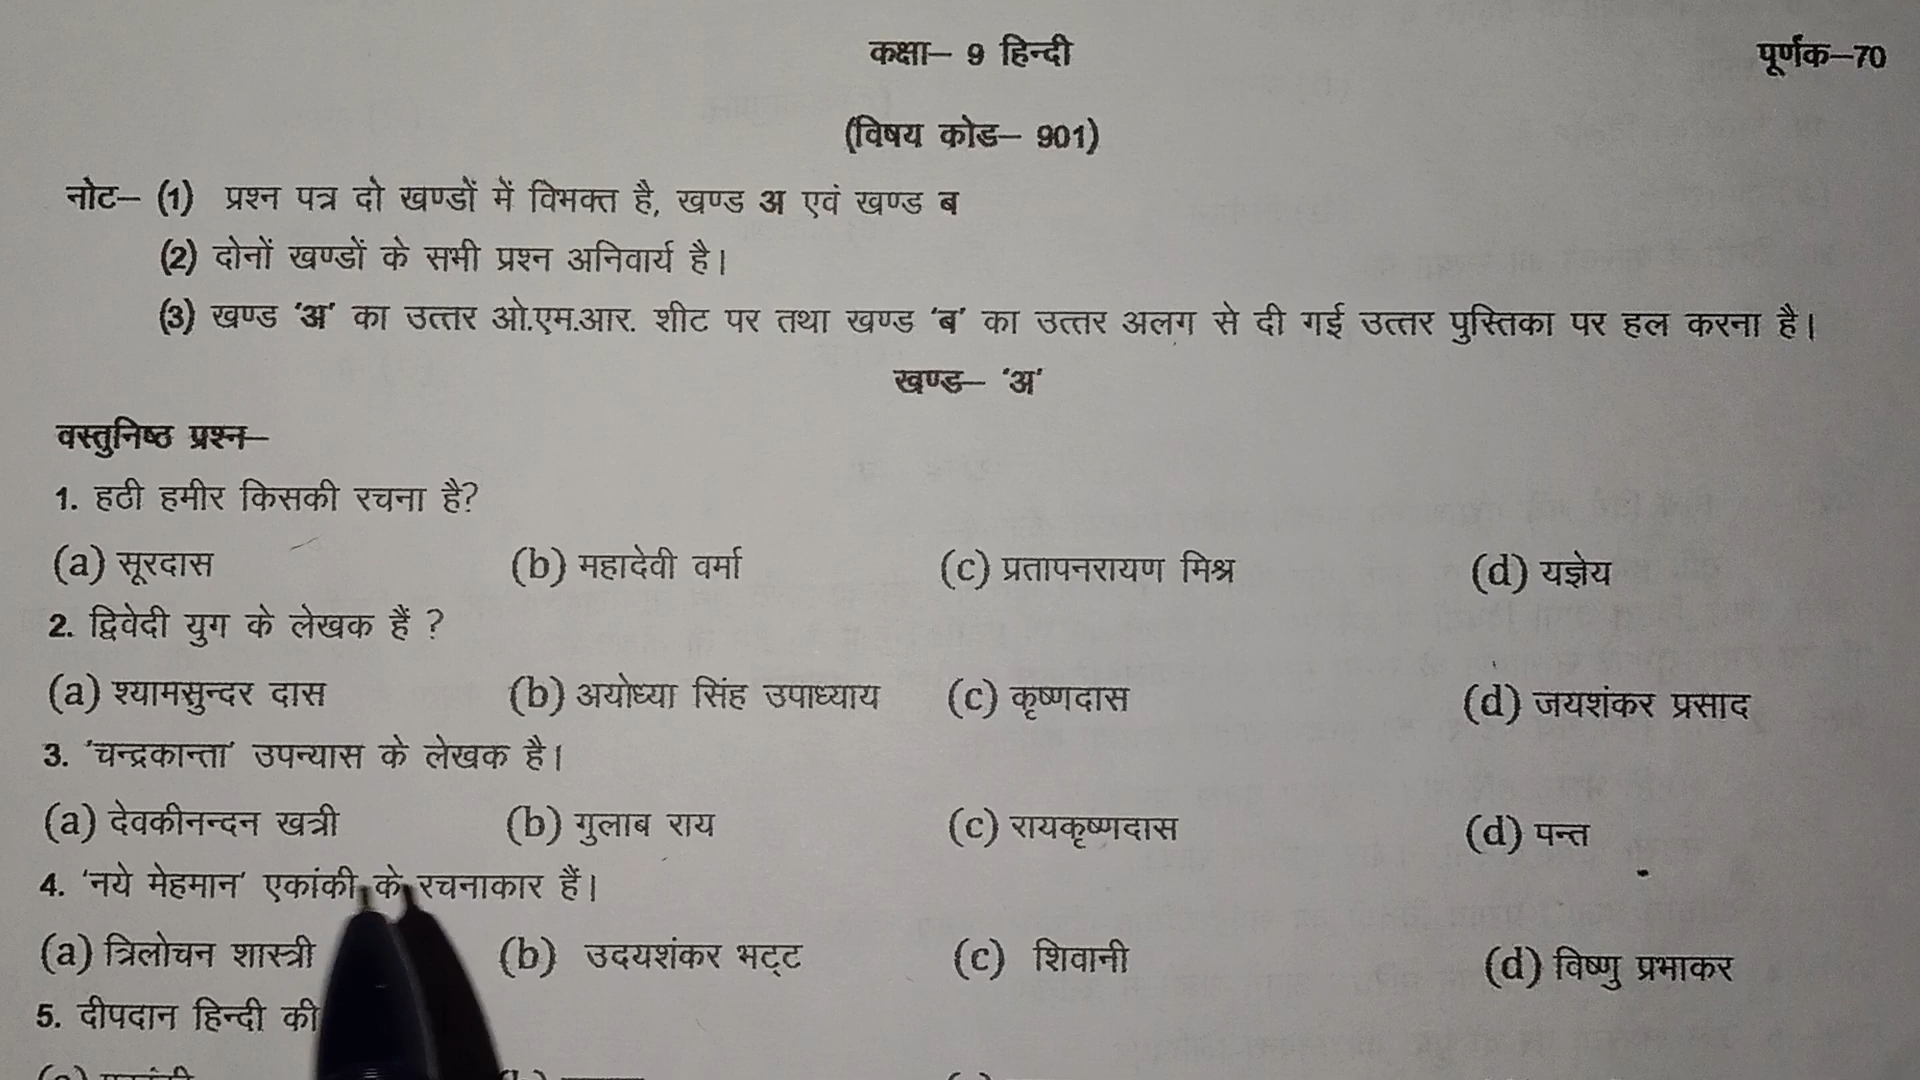 कक्षा– 9 हिन्दी
पूर्णक–70
(विषय कोड– 901)
नोट– (1) प्रश्न पत्र दो खण्डों में विभक्त है, खण्ड अ एवं खण्ड ब
(2) दोनों खण्डों के सभी प्रश्न अनिवार्य है।
(3) खण्ड ‘अ’ का उत्तर ओ.एम.आर. शीट पर तथा खण्ड ‘ब’ का उत्तर अलग से दी गई उत्तर पुस्तिका पर हल करना है।
खण्ड– ‘अ’
वस्तुनिष्ठ प्रश्न–
1. हठी हमीर किसकी रचना है?
(a) सूरदास (b) महादेवी वर्मा (c) प्रतापनरायण मिश्र (d) यज्ञेय
2. द्विवेदी युग के लेखक हैं ?
(a) श्यामसुन्दर दास (b) अयोध्या सिंह उपाध्याय (c) कृष्णदास (d) जयशंकर प्रसाद
3. ‘चन्द्रकान्ता’ उपन्यास के लेखक है।
(a) देवकीनन्दन खत्री (b) गुलाब राय (c) रायकृष्णदास (d) पन्त
4. ‘नये मेहमान’ एकांकी के रचनाकार हैं।
(a) त्रिलोचन शास्त्री (b) उदयशंकर भट्ट (c) शिवानी (d) विष्णु प्रभाकर
5. दीपदान हिन्दी की